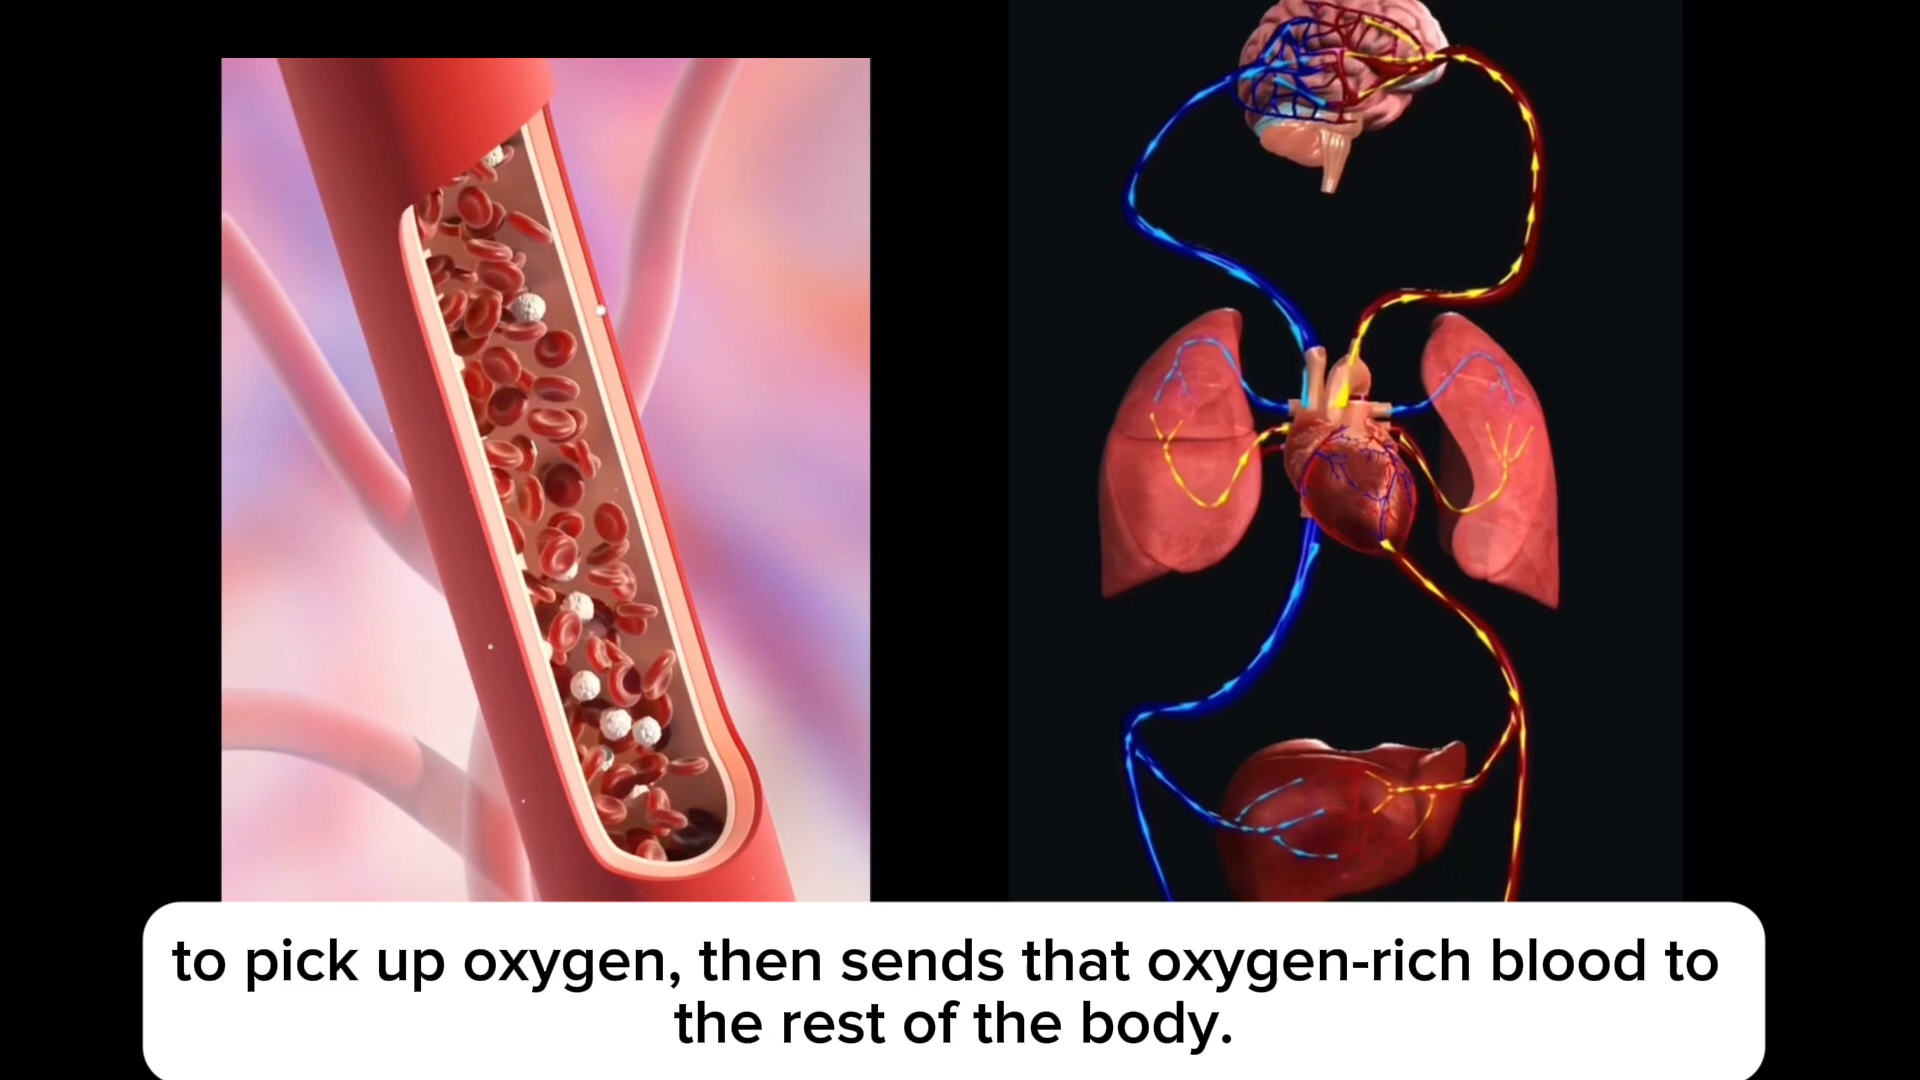 to pick up oxygen, then sends that oxygen-rich blood to
the rest of the body.